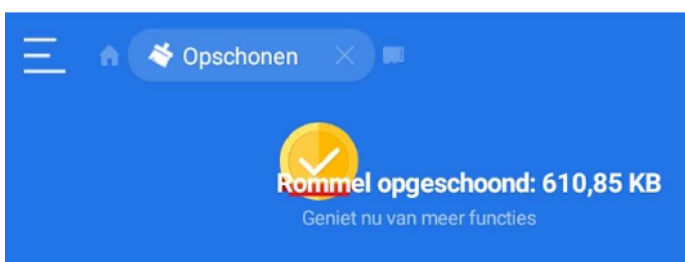 Opschonen
Rommel opgeschoond: 610,85 KB
Geniet nu van meer functies